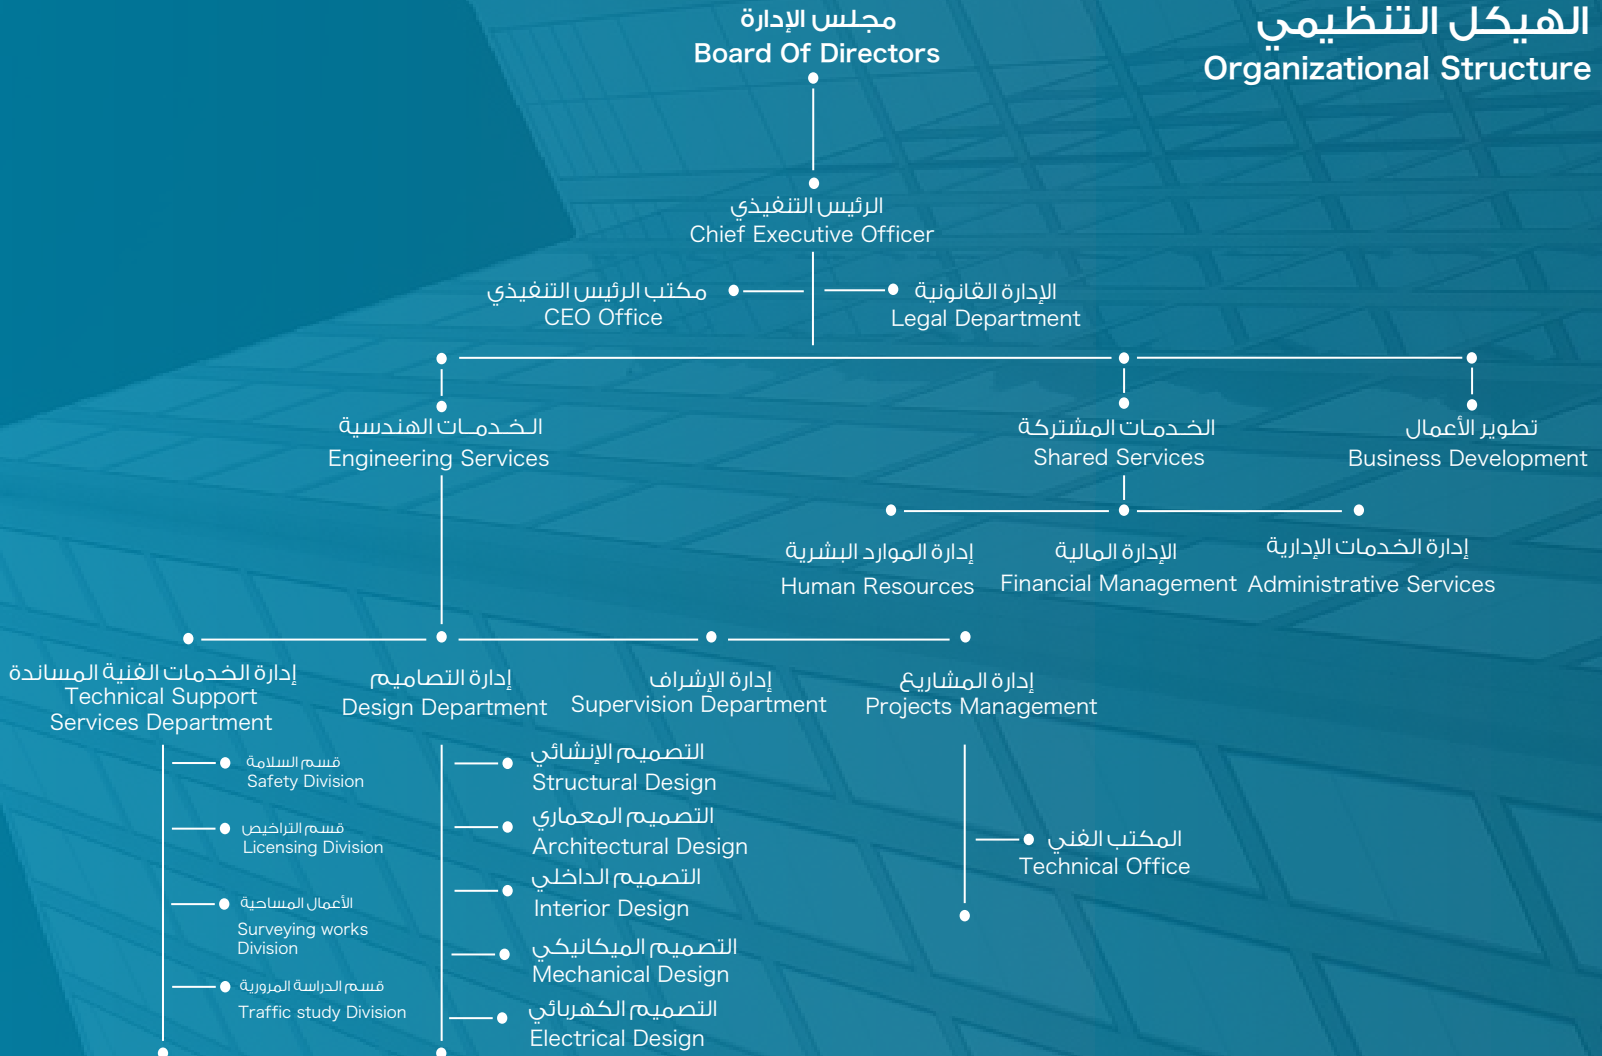 الهيكل التنظيمي
Organizational Structure
مجلس الإدارة
Board Of Directors
الرئيس التنفيذي
Chief Executive Officer
مكتب الرئيس التنفيذي
CEO Office
الإدارة القانونية
Legal Department
الـخـدمــات الهندسية
Engineering Services
الخـدمـات المشتركة
Shared Services
تطوير الأعمال
Business Development
إدارة الموارد البشرية
Human Resources
الإدارة المالية
Financial Management
إدارة الخدمات الإدارية
Administrative Services
إدارة الخدمات الفنية المساندة
Technical Support
Services Department
إدارة التصاميم
Design Department
إدارة الإشراف
Supervision Department
إدارة المشاريع
Projects Management
قسم السلامة
Safety Division
قسم التراخيص
Licensing Division
الأعمال المساحية
Surveying works
Division
قسم الدراسة المرورية
Traffic study Division
التصميم الإنشائي
Structural Design
التصميم المعماري
Architectural Design
التصميم الداخلي
Interior Design
التصميم الميكانيكي
Mechanical Design
التصميم الكهربائي
Electrical Design
المكتب الفني
Technical Office